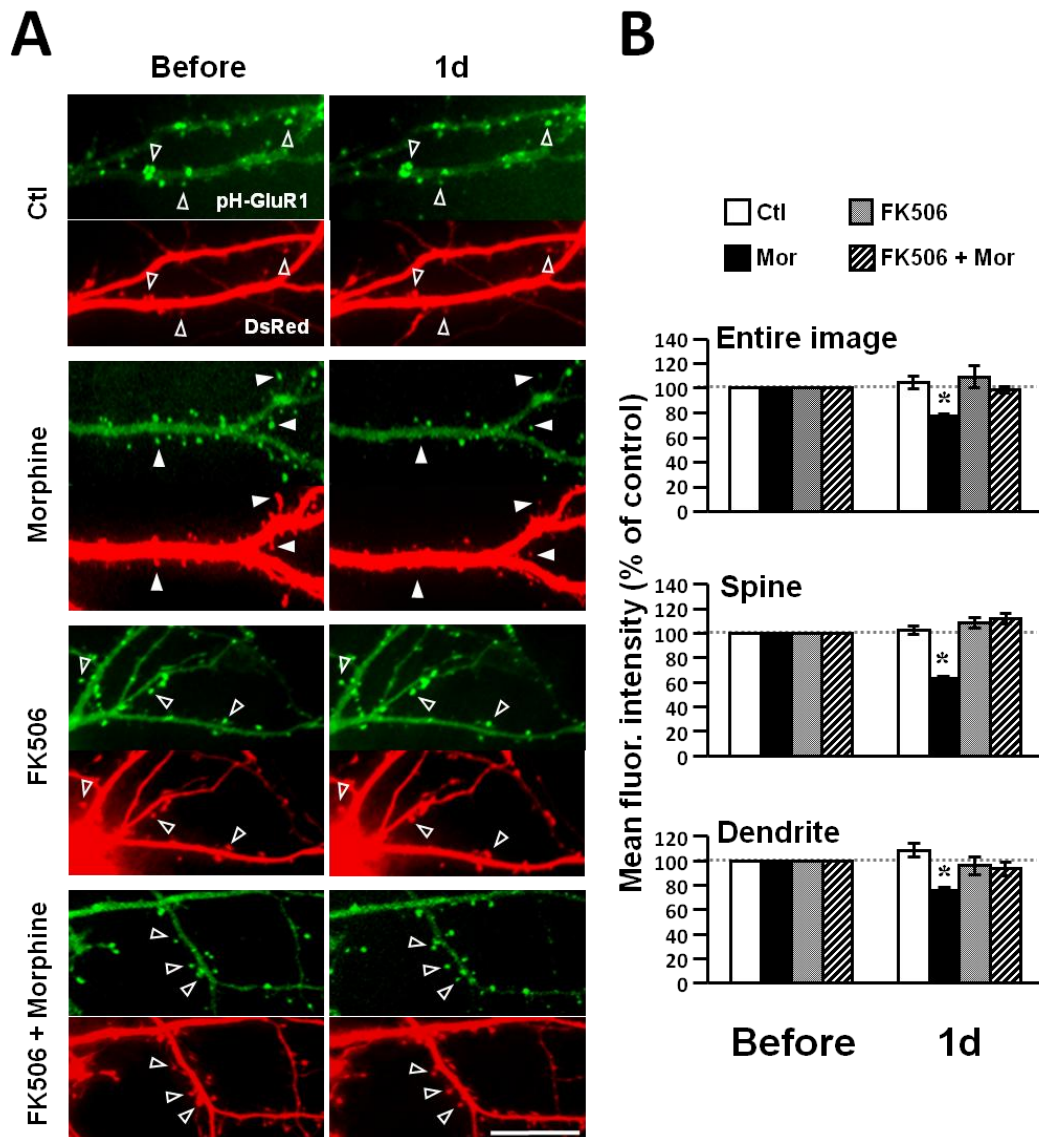 A
Before 1d
Ctl
pH-GluR1
DsRed
Morphine
FK506
FK506 + Morphine
B
Ctl FK506
Mor FK506 + Mor
Mean fluor. intensity (% of control)
Entire image
140
120
100
80
60
40
20
0
*
Spine
140
120
100
80
60
40
20
0
*
Dendrite
120
100
80
60
40
20
0
*
Before 1d